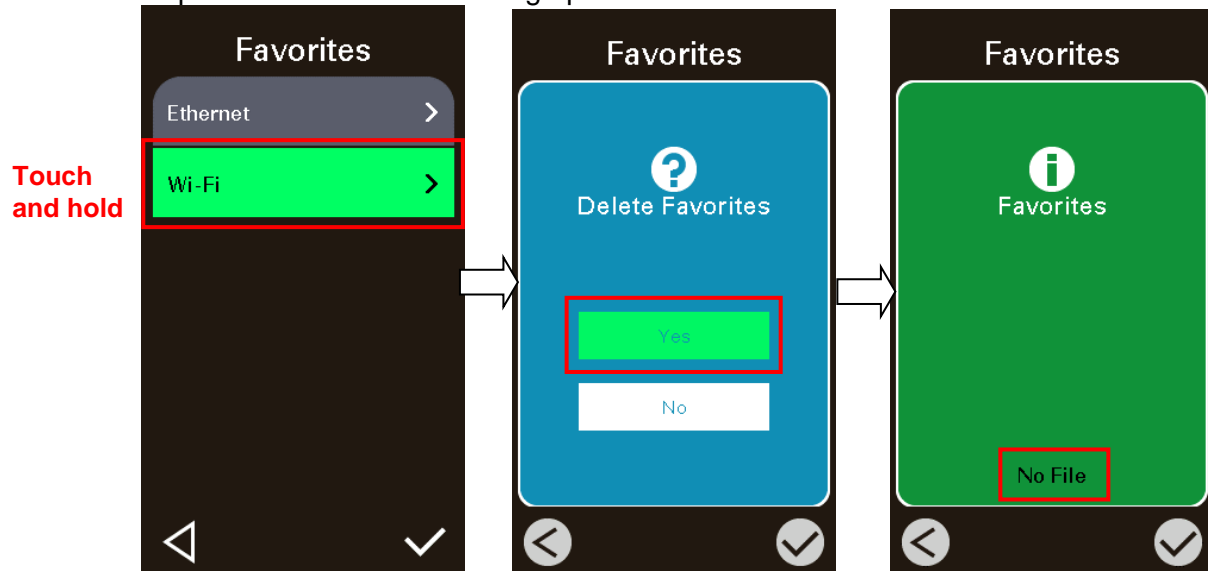 Favorites
Ethernet
Wi-Fi
Touch
and hold
Favorites
Delete Favorites
Yes
No
Favorites
Favorites
No File